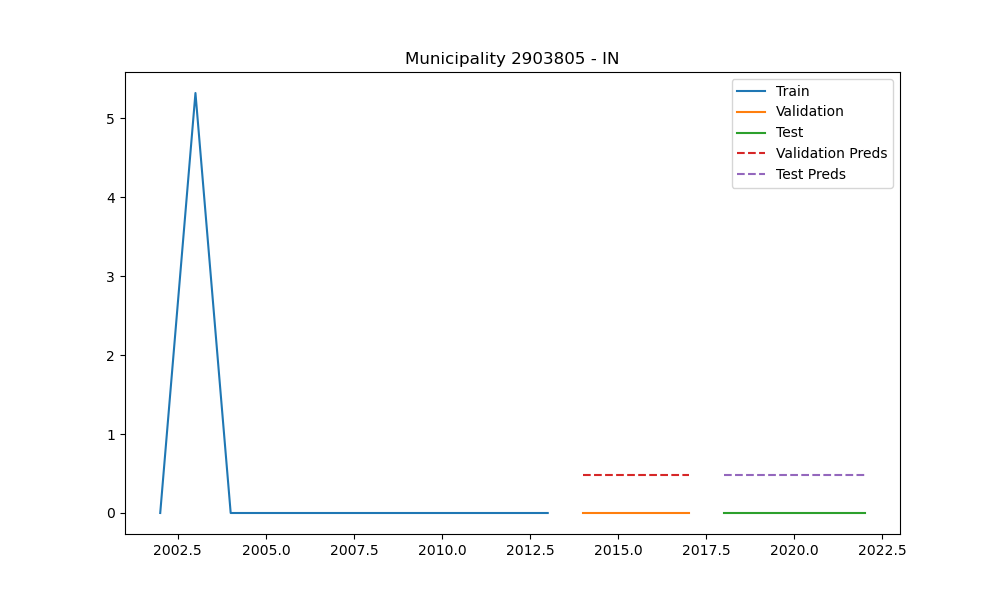 Municipality 2903805 - IN
Train
Validation
Test
Validation Preds
Test Preds
5
4
3
2
1
0
2002.5 2005.0 2007.5 2010.0 2012.5 2015.0 2017.5 2020.0 2022.5